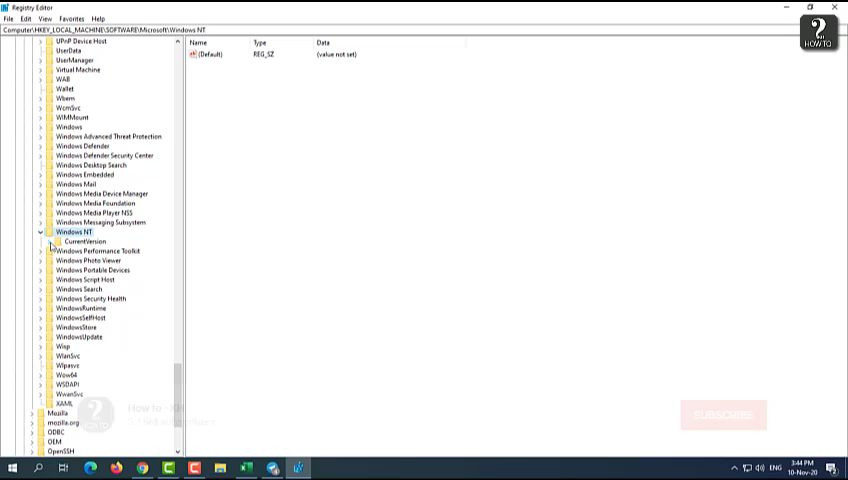 Registry Editor
File Edit View Favorites Help
Computer\HKEY_LOCAL_MACHINE\SOFTWARE\Microsoft\Windows NT
?
HOW TO
Name Type Data
ab (Default) REG_SZ (value not set)
UPnP Device Host
UserData
UserManager
Virtual Machine
WAB
Wallet
Wbem
WcmSvc
WIMMount
Windows
Windows Advanced Threat Protection
Windows Defender
Windows Defender Security Center
Windows Desktop Search
Windows Embedded
Windows Mail
Windows Media Device Manager
Windows Media Foundation
Windows Media Player NSS
Windows Messaging Subsystem
Windows NT
CurrentVersion
Windows Performance Toolkit
Windows Photo Viewer
Windows Portable Devices
Windows Script Host
Windows Search
Windows Security Health
WindowsRuntime
WindowsSelfHost
WindowsStore
WindowsUpdate
Wisp
WlanSvc
Wlpasvc
Wow64
WSDAPI
WwanSvc
XAML
Mozilla
mozilla.org
ODBC
OEM
OpenSSH
How to - XH
SUBSCRIBE
ENG
3:44 PM
10-Nov-20